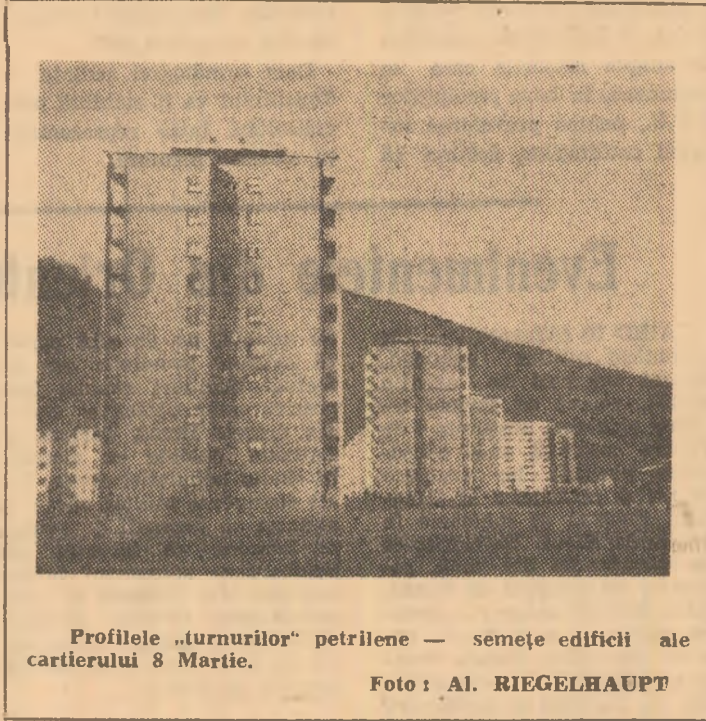 Profilele „turnurilor“ petrilene — semețe edificii ale
cartierului 8 Martie.
Foto : Al. RIEGELHAUPT